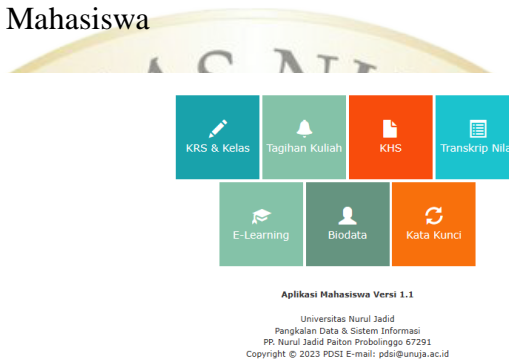 Mahasiswa
KRS & Kelas Tagihan Kuliah KHS Transkrip Nila
E-Learning Biodata Kata Kunci
Aplikasi Mahasiswa Versi 1.1
Universitas Nurul Jadid
Pangkalan Data & Sistem Informasi
PP. Nurul Jadid Paiton Probolinggo 67291
Copyright © 2023 PDSI E-mail: pdsi@unuja.ac.id